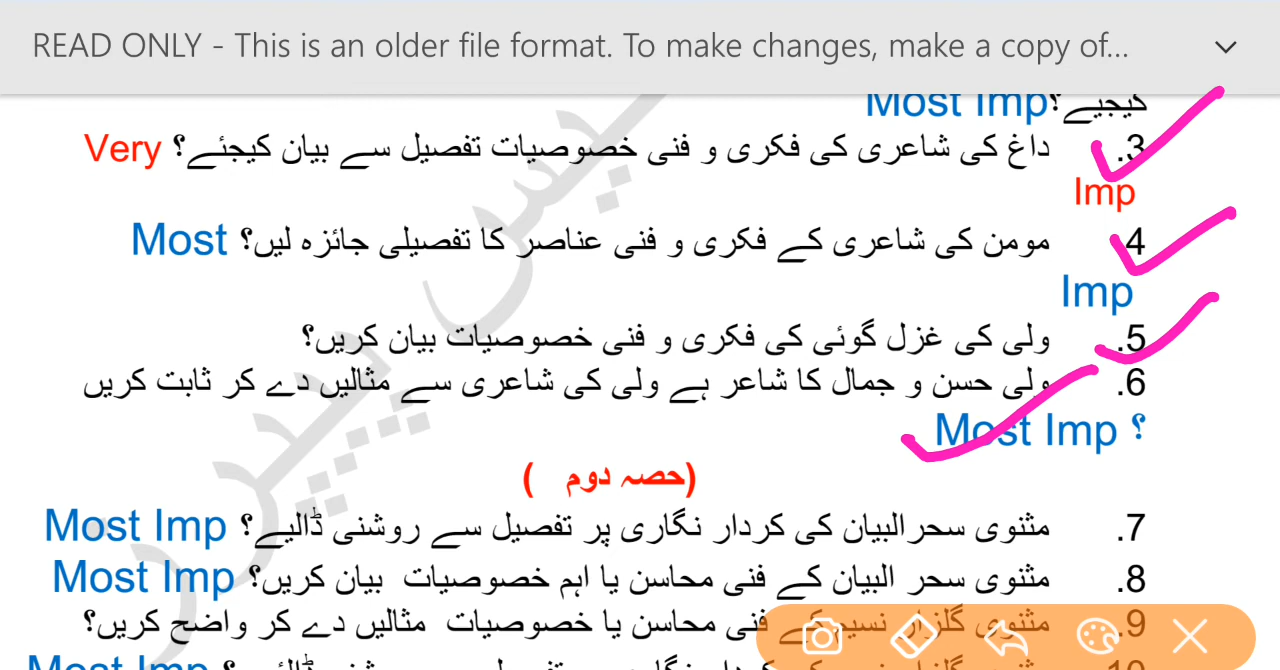 READ ONLY - This is an older file format. To make changes, make a copy of...
کیجیے؟ Most Imp
3. داغ کی شاعری کی فکری و فنی خصوصیات تفصیل سے بیان کیجئے؟ Very
Imp
4. مومن کی شاعری کے فکری و فنی عناصر کا تفصیلی جائزہ لیں؟ Most
Imp
5. ولی کی غزل گوئی کی فکری و فنی خصوصیات بیان کریں؟
6. ولی حسن و جمال کا شاعر ہے ولی کی شاعری سے مثالیں دے کر ثابت کریں
؟ Most Imp
(حصہ دوم )
7. مثنوی سحرالبیان کی کردار نگاری پر تفصیل سے روشنی ڈالیے؟ Most Imp
8. مثنوی سحر البیان کے فنی محاسن یا اہم خصوصیات بیان کریں؟ Most Imp
9. مثنوی گلزار نسیم کے فنی محاسن یا خصوصیات مثالیں دے کر واضح کریں؟